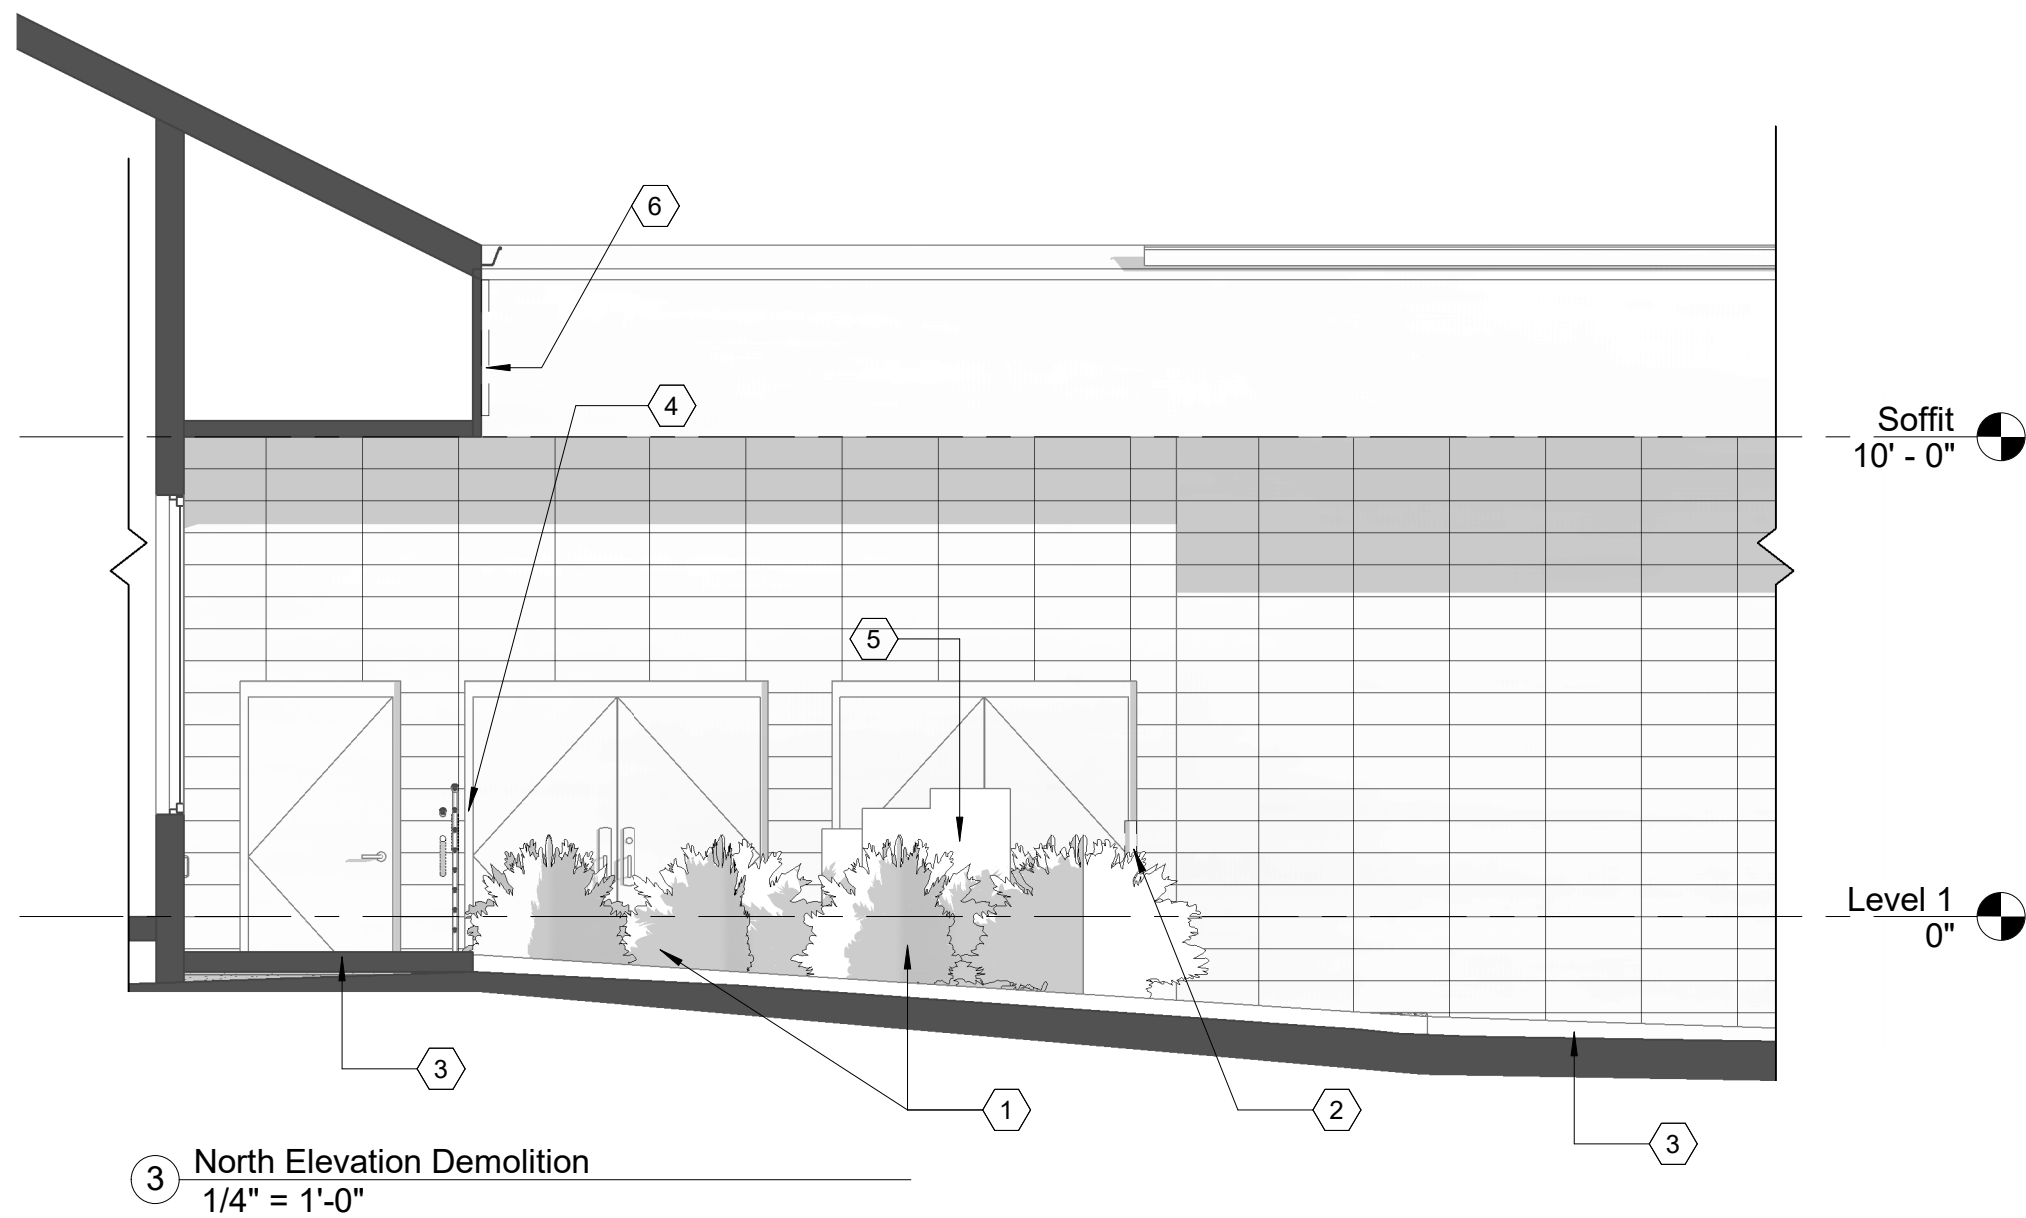 6
4
Soffit
10' - 0"
5
Level 1
0"
3
1
2
3
3
North Elevation Demolition
1/4" = 1'-0"